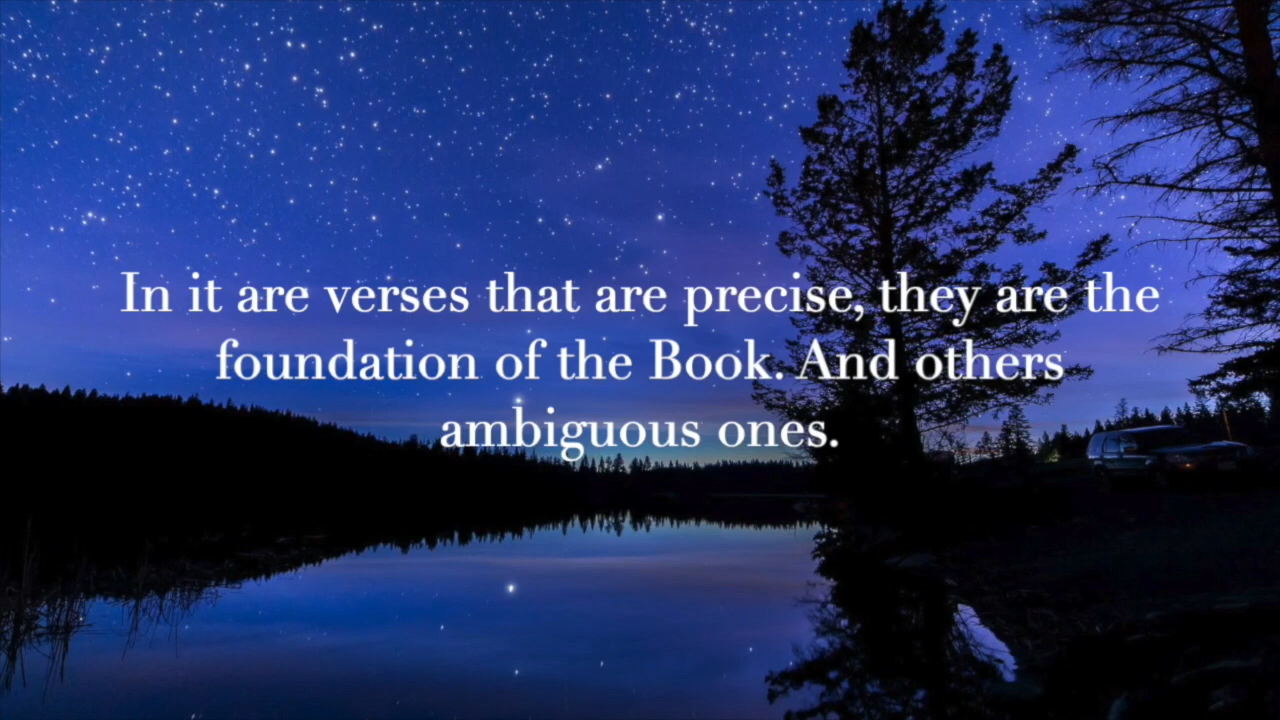 In it are verses that are precise, they are the
foundation of the Book. And others
ambiguous ones.